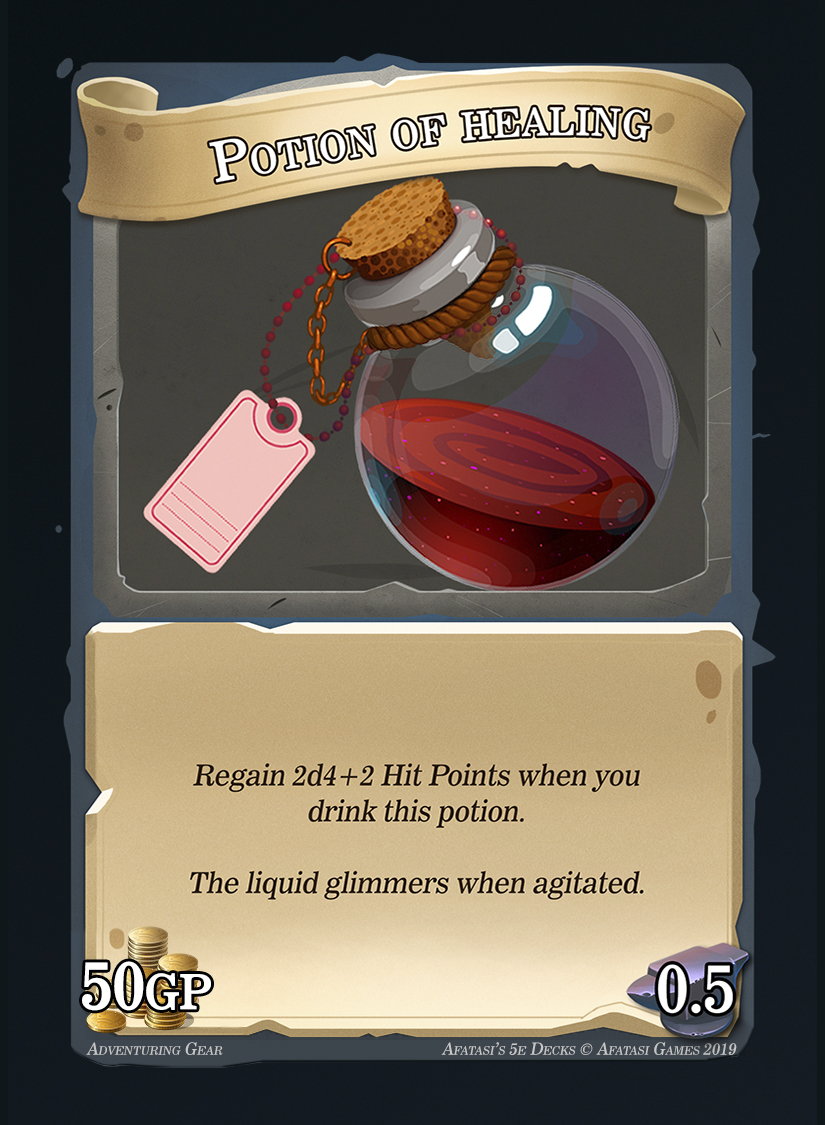 Potion of healing
Regain 2d4+2 Hit Points when you
drink this potion.
The liquid glimmers when agitated.
50GP
0.5
Adventuring Gear
Afatasi's 5e Decks © Afatasi Games 2019